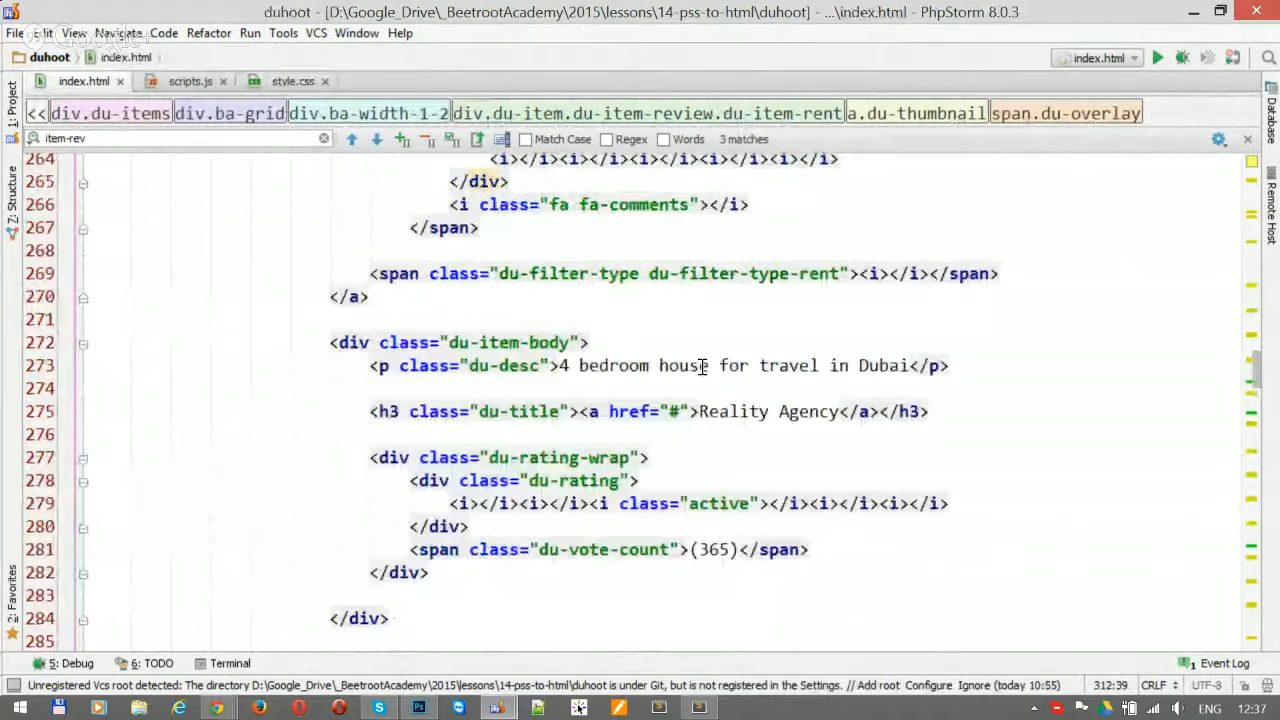 duhoot - [D:\Google_Drive\_BeetrootAcademy\2015\lessons\14-pss-to-html\duhoot] - ...\index.html - PhpStorm 8.0.3
File Edit View Navigate Code Refactor Run Tools VCS Window Help
duhoot index.html index.html
index.html scripts.js style.css
<< div.du-items div.ba-grid div.ba-width-1-2 div.du-item.du-item-review.du-item-rent a.du-thumbnail span.du-overlay
item-rev Match Case Regex Words 3 matches
264 <i></i><i></i><i></i><i></i><i></i>
265 </div>
266 <i class="fa fa-comments"></i>
267 </span>
268
269 <span class="du-filter-type du-filter-type-rent"><i></i></span>
270 </a>
271
272 <div class="du-item-body">
273 <p class="du-desc">4 bedroom house for travel in Dubai</p>
274
275 <h3 class="du-title"><a href="#">Reality Agency</a></h3>
276
277 <div class="du-rating-wrap">
278 <div class="du-rating">
279 <i></i><i></i><i class="active"></i><i></i><i></i>
280 </div>
281 <span class="du-vote-count">(365)</span>
282 </div>
283
284 </div>
285
1: Project
Z: Structure
2: Favorites
Database
Remote Host
5: Debug 6: TODO Terminal 1 Event Log
Unregistered Vcs root detected: The directory D:\Google_Drive\_BeetrootAcademy\2015\lessons\14-pss-to-html\duhoot is under Git, but is not registered in the Settings. // Add root Configure Ignore (today 10:55) 312:39 CRLF UTF-8
ENG 12:37